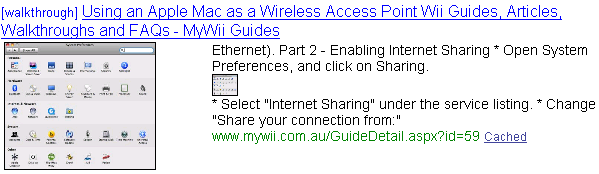 [walkthrough] Using an Apple Mac as a Wireless Access Point Wii Guides, Articles,
Walkthroughs and FAQs - MyWii Guides
Ethernet). Part 2 - Enabling Internet Sharing * Open System
Preferences, and click on Sharing.
* Select "Internet Sharing" under the service listing. * Change
"Share your connection from:"
www.mywii.com.au/GuideDetail.aspx?id=59 Cached